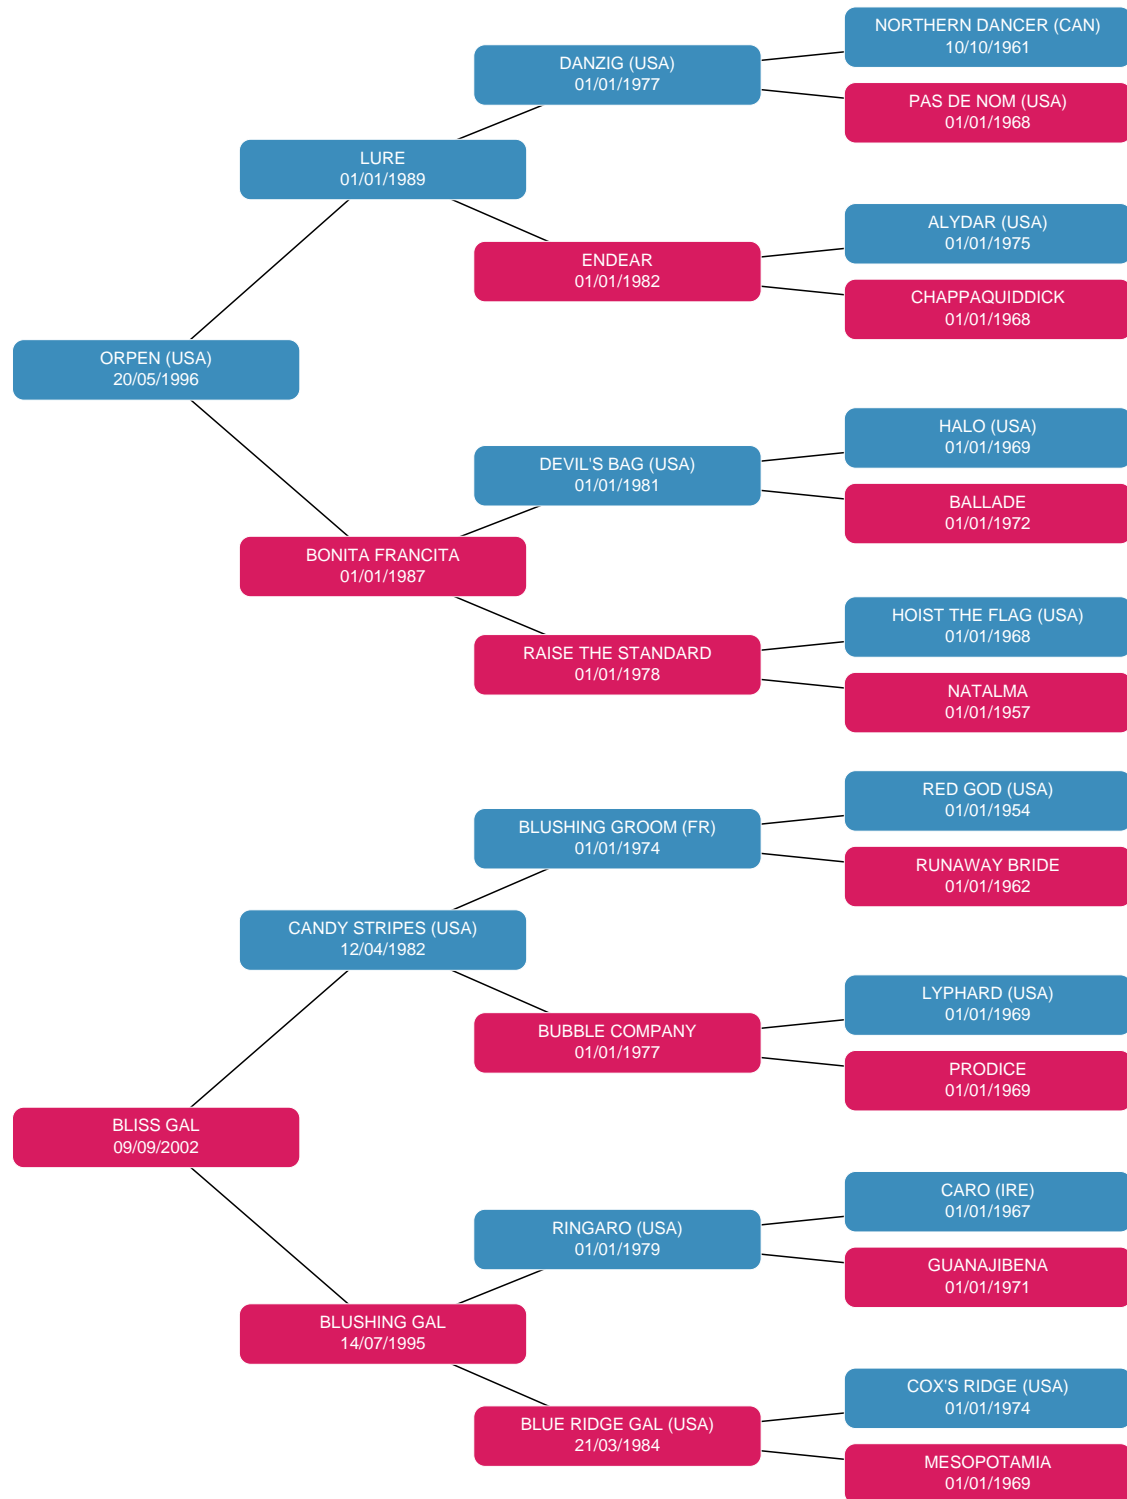 NORTHERN DANCER (CAN)
10/10/1961
DANZIG (USA)
01/01/1977
PAS DE NOM (USA)
01/01/1968
LURE
01/01/1989
ALYDAR (USA)
01/01/1975
ENDEAR
01/01/1982
CHAPPAQUIDDICK
01/01/1968
ORPEN (USA)
20/05/1996
HALO (USA)
01/01/1969
DEVIL'S BAG (USA)
01/01/1981
BALLADE
01/01/1972
BONITA FRANCITA
01/01/1987
HOIST THE FLAG (USA)
01/01/1968
RAISE THE STANDARD
01/01/1978
NATALMA
01/01/1957
RED GOD (USA)
01/01/1954
BLUSHING GROOM (FR)
01/01/1974
RUNAWAY BRIDE
01/01/1962
CANDY STRIPES (USA)
12/04/1982
LYPHARD (USA)
01/01/1969
BUBBLE COMPANY
01/01/1977
PRODICE
01/01/1969
BLISS GAL
09/09/2002
CARO (IRE)
01/01/1967
RINGARO (USA)
01/01/1979
GUANAJIBENA
01/01/1971
BLUSHING GAL
14/07/1995
COX'S RIDGE (USA)
01/01/1974
BLUE RIDGE GAL (USA)
21/03/1984
MESOPOTAMIA
01/01/1969